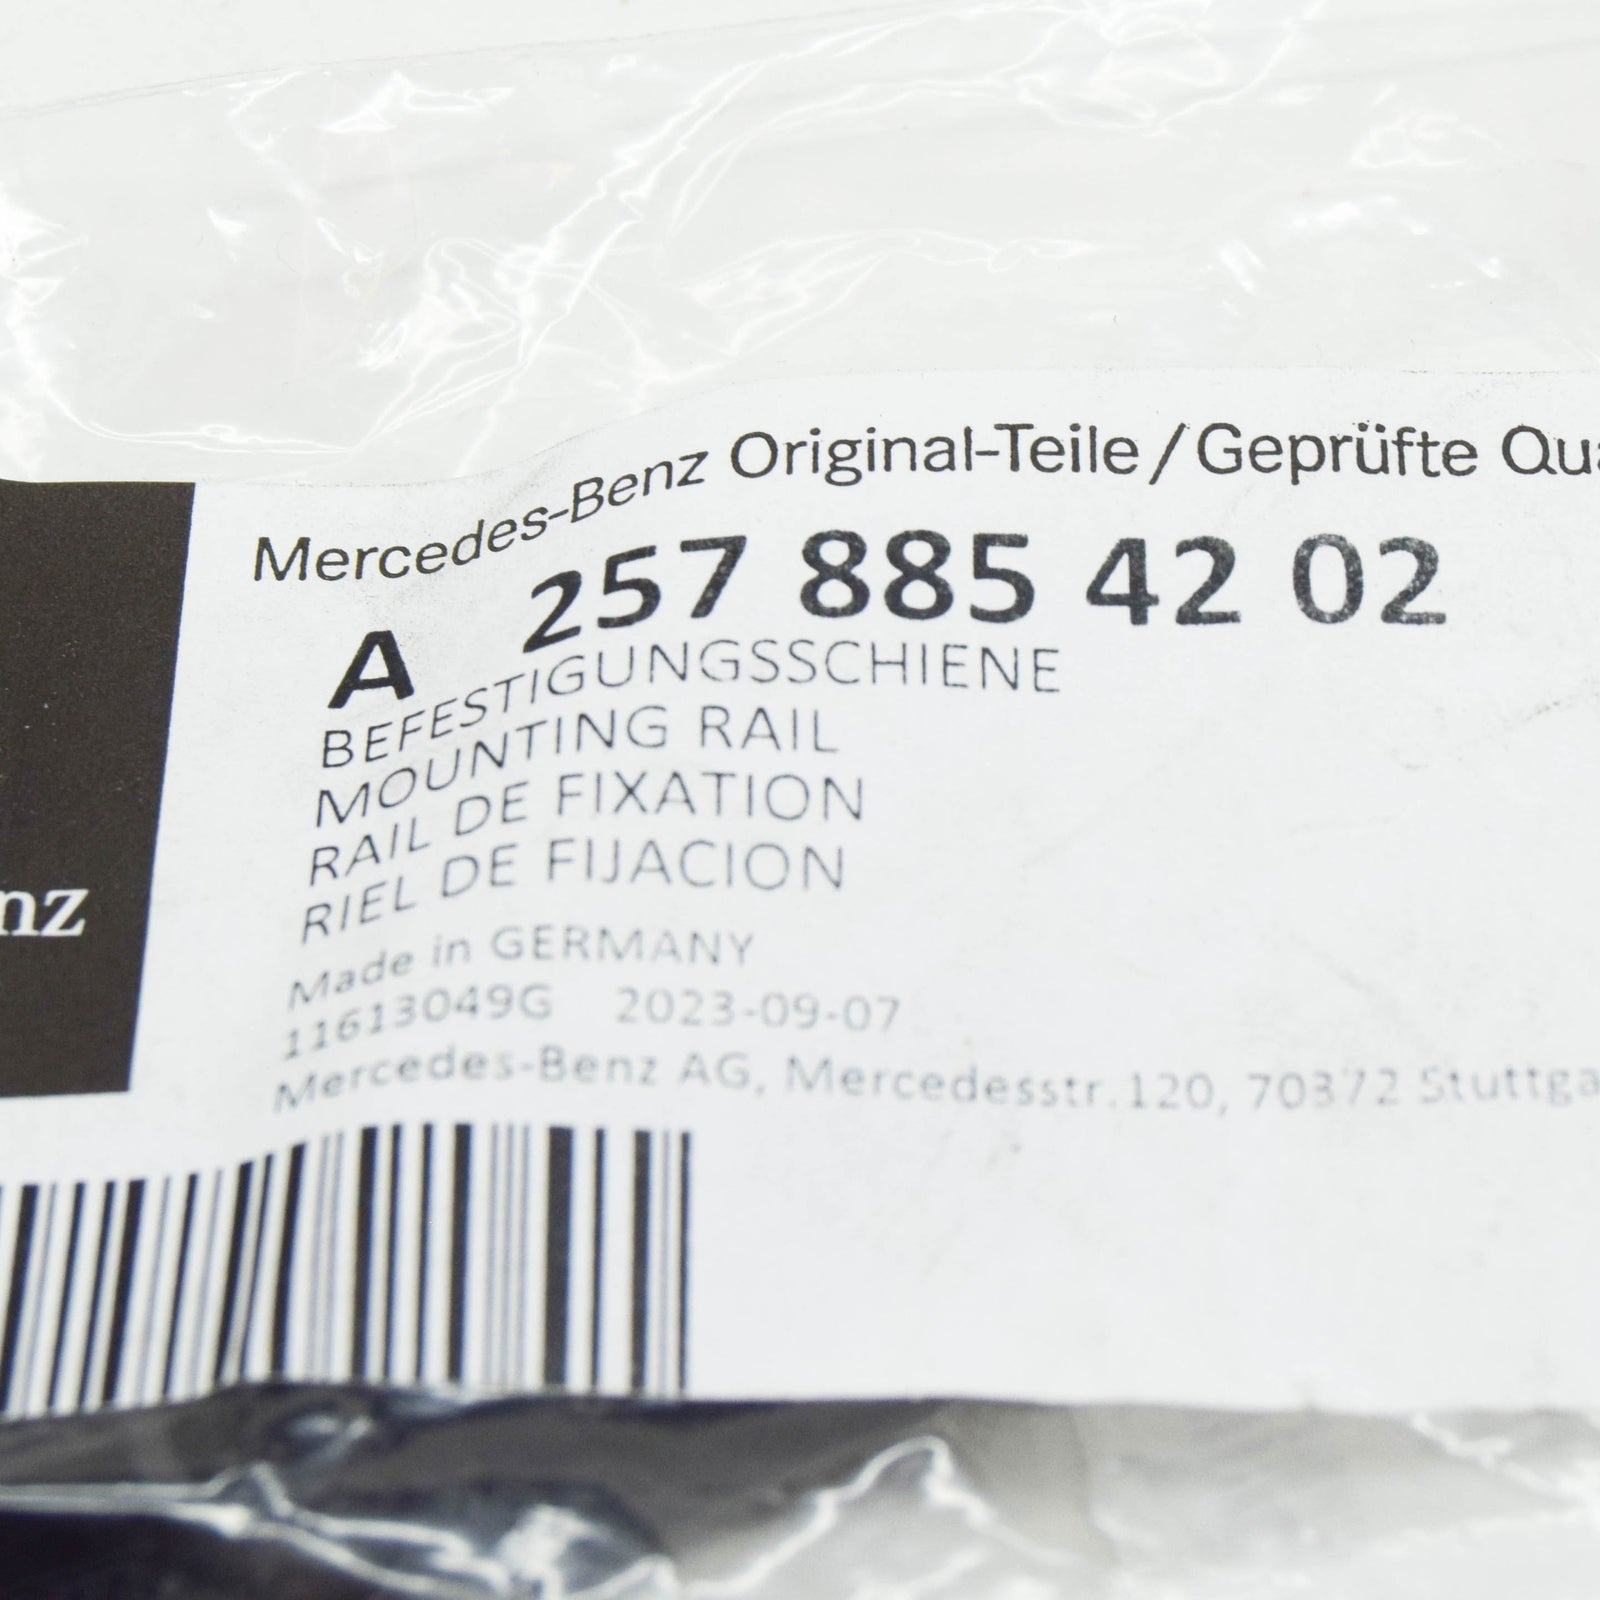 Mercedes-Benz Original-Teile / Geprüfte Qua
A 257 885 42 02
BEFESTIGUNGSSCHIENE
MOUNTING RAIL
RAIL DE FIXATION
RIEL DE FIJACION
nz
Made in GERMANY
11613049G 2023-09-07
Mercedes-Benz AG, Mercedesstr.120, 70372 Stuttga